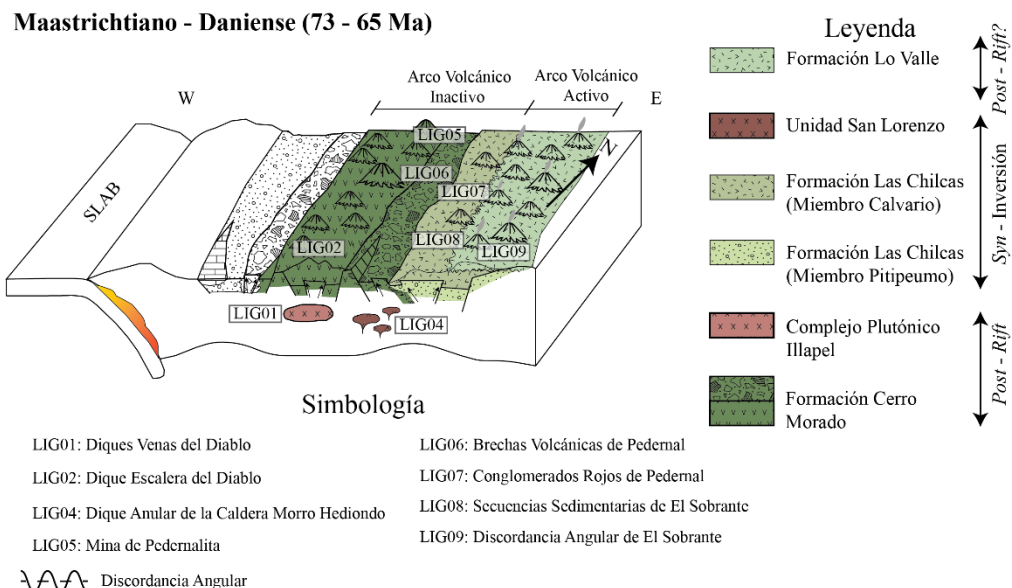 Maastrichtiano - Daniense (73 - 65 Ma)
Leyenda
Formación Lo Valle
Post - Rift?
Unidad San Lorenzo
Formación Las Chilcas
(Miembro Calvario)
Formación Las Chilcas
(Miembro Pitipeumo)
Syn - Inversión
Complejo Plutónico
Illapel
Formación Cerro
Morado
Post - Rift
W
Arco Volcánico
Inactivo
Arco Volcánico
Activo
E
SLAB
N
LIG05
LIG06
LIG07
LIG02
LIG08
LIG09
LIG01
LIG04
Simbología
LIG01: Diques Venas del Diablo
LIG02: Dique Escalera del Diablo
LIG04: Dique Anular de la Caldera Morro Hediondo
LIG05: Mina de Pedernalita
LIG06: Brechas Volcánicas de Pedernal
LIG07: Conglomerados Rojos de Pedernal
LIG08: Secuencias Sedimentarias de El Sobrante
LIG09: Discordancia Angular de El Sobrante
Discordancia Angular